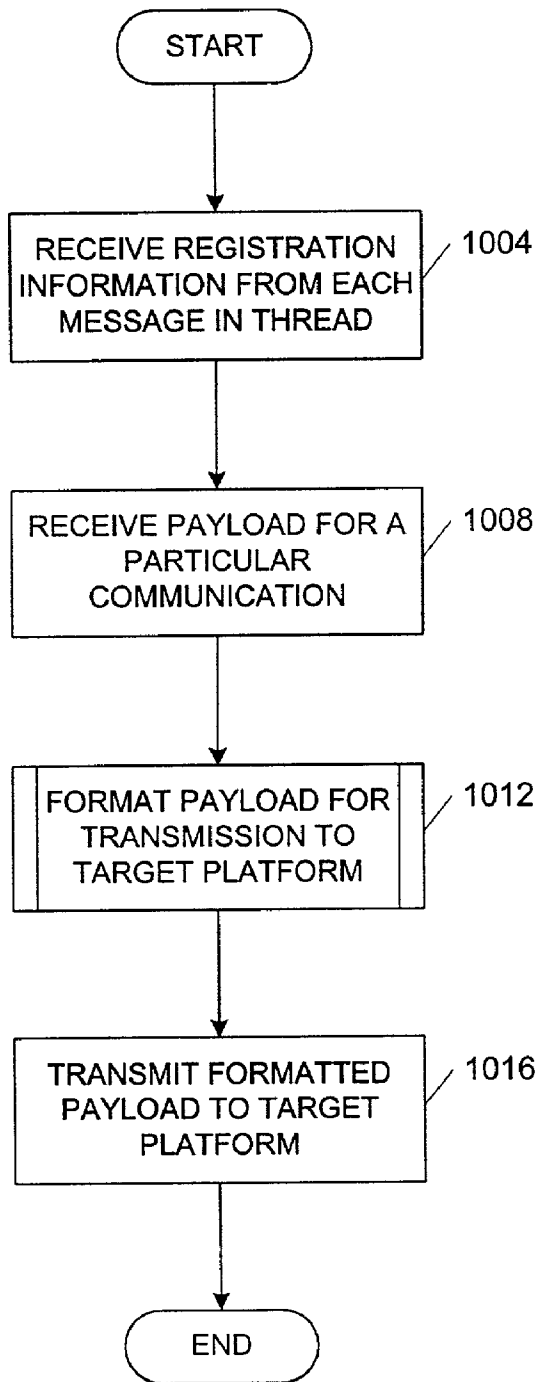 START
RECEIVE REGISTRATION
INFORMATION FROM EACH
MESSAGE IN THREAD
1004
RECEIVE PAYLOAD FOR A
PARTICULAR
COMMUNICATION
1008
FORMAT PAYLOAD FOR
TRANSMISSION TO
TARGET PLATFORM
1012
TRANSMIT FORMATTED
PAYLOAD TO TARGET
PLATFORM
1016
END